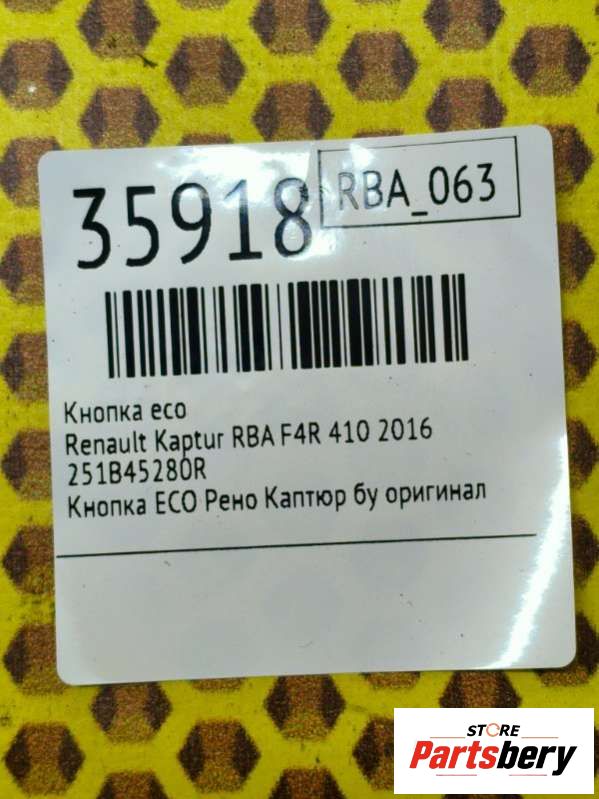 35918
RBA_063
Кнопка eco
Renault Kaptur RBA F4R 410 2016
251B45280R
Кнопка ECO Рено Каптюр бу оригинал
STORE
Partsbery